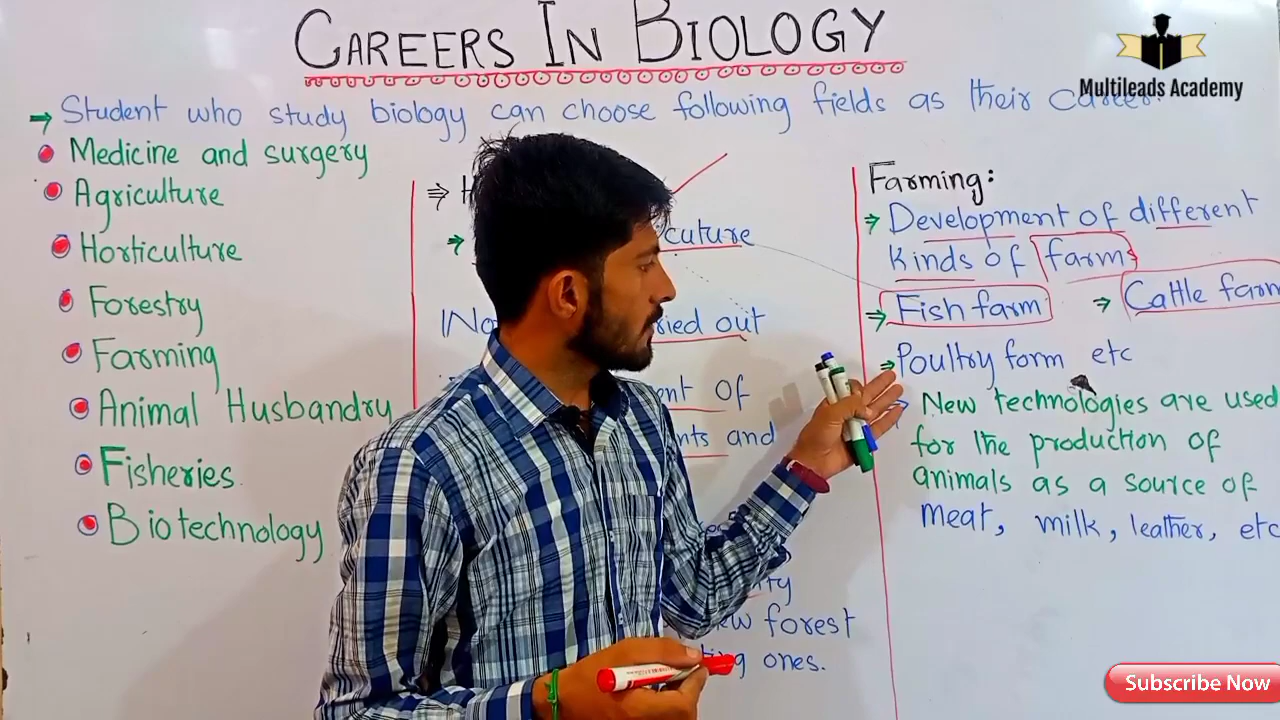 CAREERS IN BIOLOGY
Multileads Academy
→ Student who study biology can choose following fields as their career.
Medicine and surgery
Agriculture
Horticulture
Forestry
Farming
Animal Husbandry
Fisheries
Biotechnology
cuture
ried out
of
and
forest
ones.
Farming:
Development of different
kinds of farms
Fish farm → Cattle farm
Poultry form etc
New technologies are used
for the production of
animals as a source of
meat, milk, leather, etc
Subscribe Now